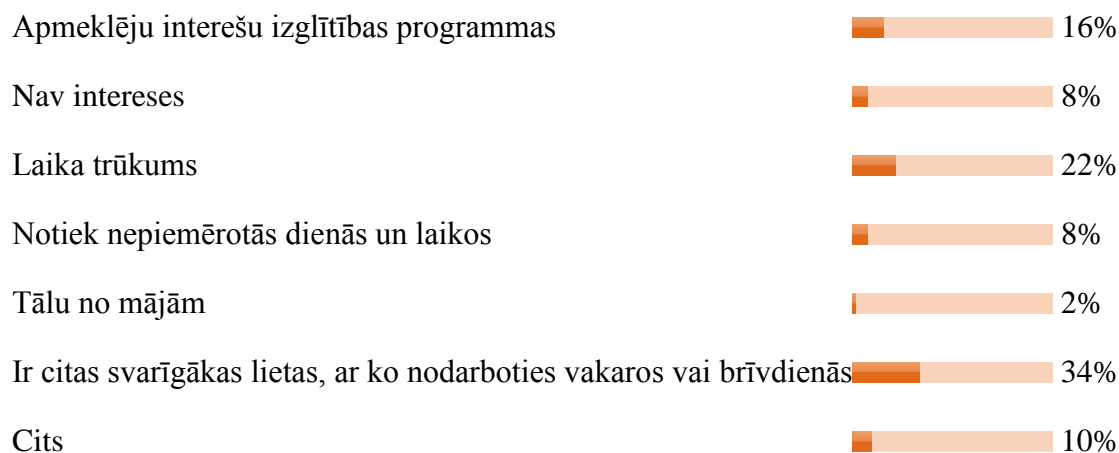 Apmeklēju interešu izglītības programmas 16%
Nav intereses 8%
Laika trūkums 22%
Notiek nepiemērotās dienās un laikos 8%
Tālu no mājām 2%
Ir citas svarīgākas lietas, ar ko nodarboties vakaros vai brīvdienās 34%
Cits 10%